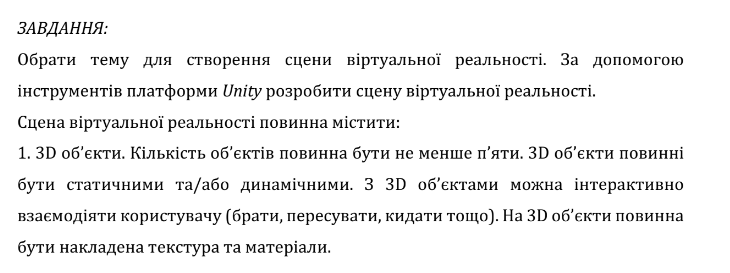 ЗАВДАННЯ:
Обрати тему для створення сцени віртуальної реальності. За допомогою
інструментів платформи Unity розробити сцену віртуальної реальності.
Сцена віртуальної реальності повинна містити:
1. 3D об’єкти. Кількість об’єктів повинна бути не менше п’яти. 3D об’єкти повинні
бути статичними та/або динамічними. З 3D об’єктами можна інтерактивно
взаємодіяти користувачу (брати, пересувати, кидати тощо). На 3D об’єкти повинна
бути накладена текстура та матеріали.